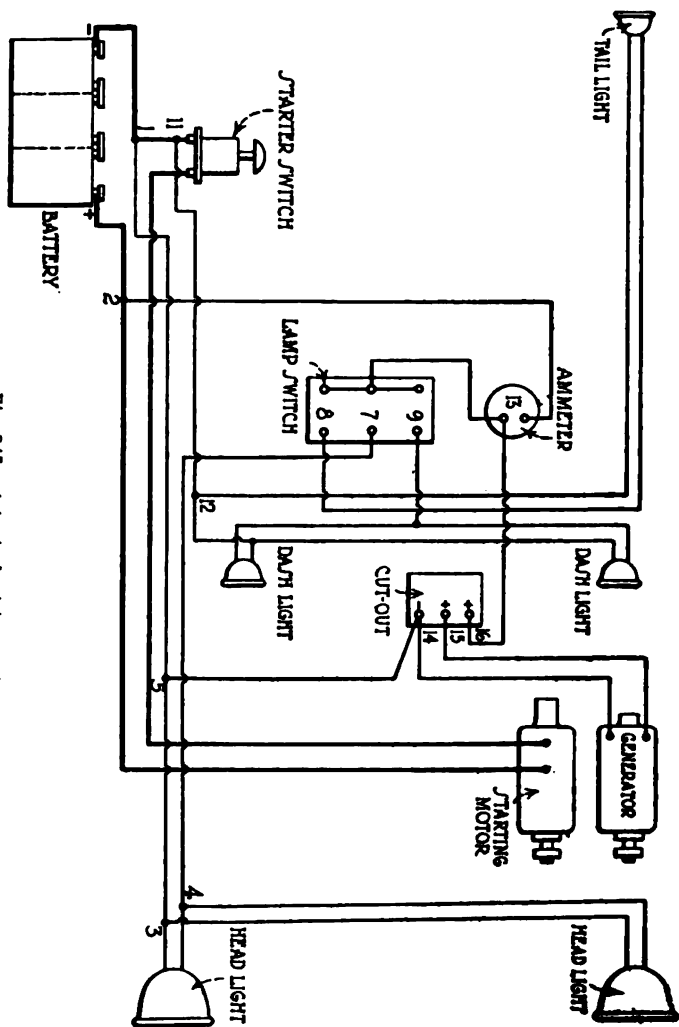 TAIL LIGHT
-
+
BATTERY
1
11
STARTER SWITCH
2
LAMP SWITCH
8
7
9
AMMETER
13
12
DASH LIGHT
DASH LIGHT
CUT-OUT
-
+
+
14
15
16
5
GENERATOR
STARTING
MOTOR
4
3
HEAD LIGHT
HEAD LIGHT